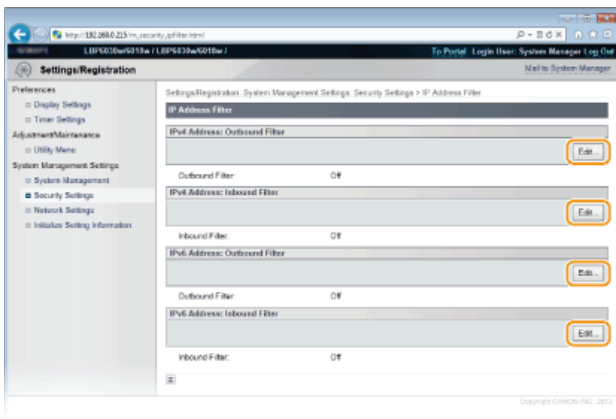 http://192.168.0.215/m_security_ipfilter.html
LBP6030w/6018w / LBP6030w/6018w /
To Portal Login User: System Manager Log Out
Settings/Registration
Mail to System Manager
Preferences
Display Settings
Timer Settings
Adjustment/Maintenance
Utility Menu
System Management Settings
System Management
Security Settings
Network Settings
Initialize Setting Information
Settings/Registration: System Management Settings: Security Settings > IP Address Filter
IP Address Filter
IPv4 Address: Outbound Filter
Edit...
Outbound Filter: Off
IPv4 Address: Inbound Filter
Edit...
Inbound Filter: Off
IPv6 Address: Outbound Filter
Edit...
Outbound Filter: Off
IPv6 Address: Inbound Filter
Edit...
Inbound Filter: Off
Copyright CANON INC. 2013